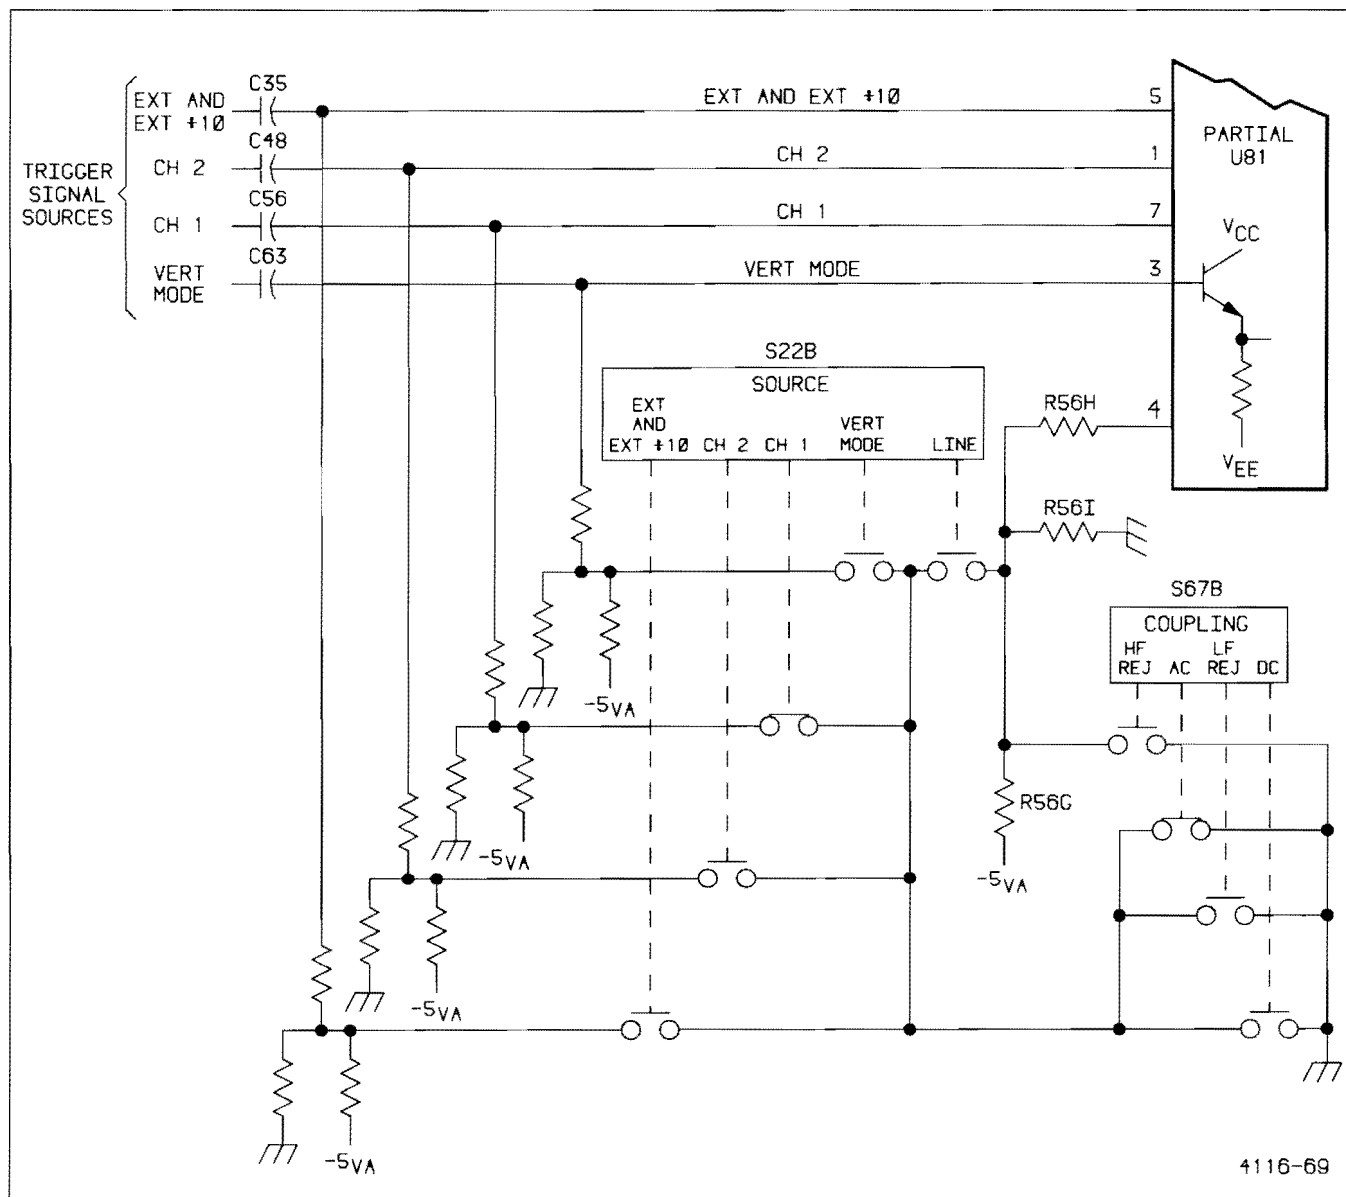 TRIGGER
SIGNAL
SOURCES
EXT AND
EXT ÷10
CH 2
CH 1
VERT
MODE
C35
C48
C56
C63
EXT AND EXT ÷10
CH 2
CH 1
VERT MODE
5
1
7
3
4
PARTIAL
U81
VCC
VEE
S22B
SOURCE
EXT
AND
EXT ÷10
CH 2
CH 1
VERT
MODE
LINE
R56H
R56I
S67B
COUPLING
HF
REJ
AC
LF
REJ
DC
R56G
-5VA
-5VA
-5VA
-5VA
-5VA
4116-69